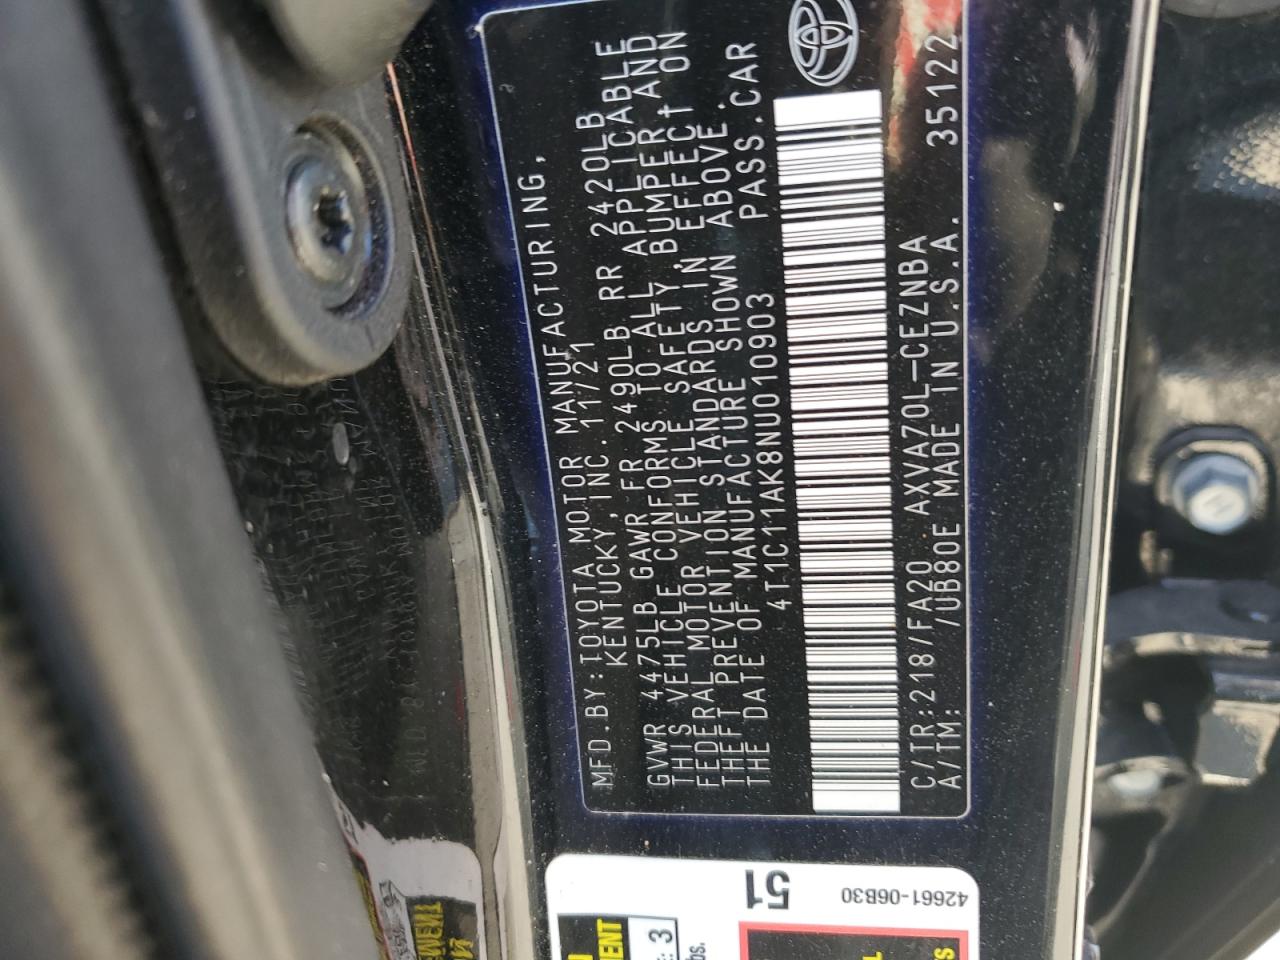 MFD.BY:TOYOTA MOTOR MANUFACTURING,
KENTUCKY,INC. 11/21
GVWR 4475LB GAWR FR 2490LB RR 2420LB
THIS VEHICLE CONFORMS TO ALL APPLICABLE
FEDERAL MOTOR VEHICLE SAFETY, BUMPER, AND
THEFT PREVENTION STANDARDS IN EFFECT ON
THE DATE OF MANUFACTURE SHOWN ABOVE.
4T1C11AK8NU010903 PASS.CAR
C/TR:218/FA20 AXVA70L-CEZNBA
A/TM: /UB80E MADE IN U.S.A. 35122
51
42661-06B30
3